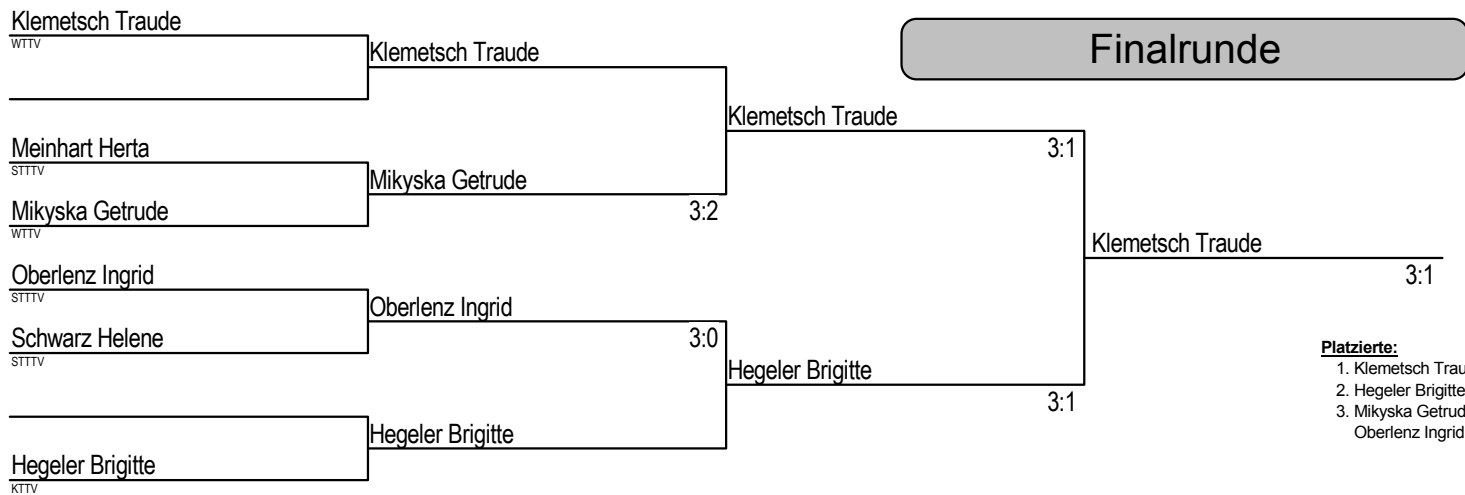 Finalrunde
Klemetsch Traude
WTTV
Meinhart Herta
STTTV
Mikyska Getrude
WTTV
Oberlenz Ingrid
STTTV
Schwarz Helene
STTTV
Hegeler Brigitte
KTTV
Klemetsch Traude
Mikyska Getrude
3:2
Oberlenz Ingrid
3:0
Hegeler Brigitte
Klemetsch Traude
3:1
Hegeler Brigitte
3:1
Klemetsch Traude
3:1
Platzierte:
1. Klemetsch Trau
2. Hegeler Brigitte
3. Mikyska Getrud
Oberlenz Ingrid